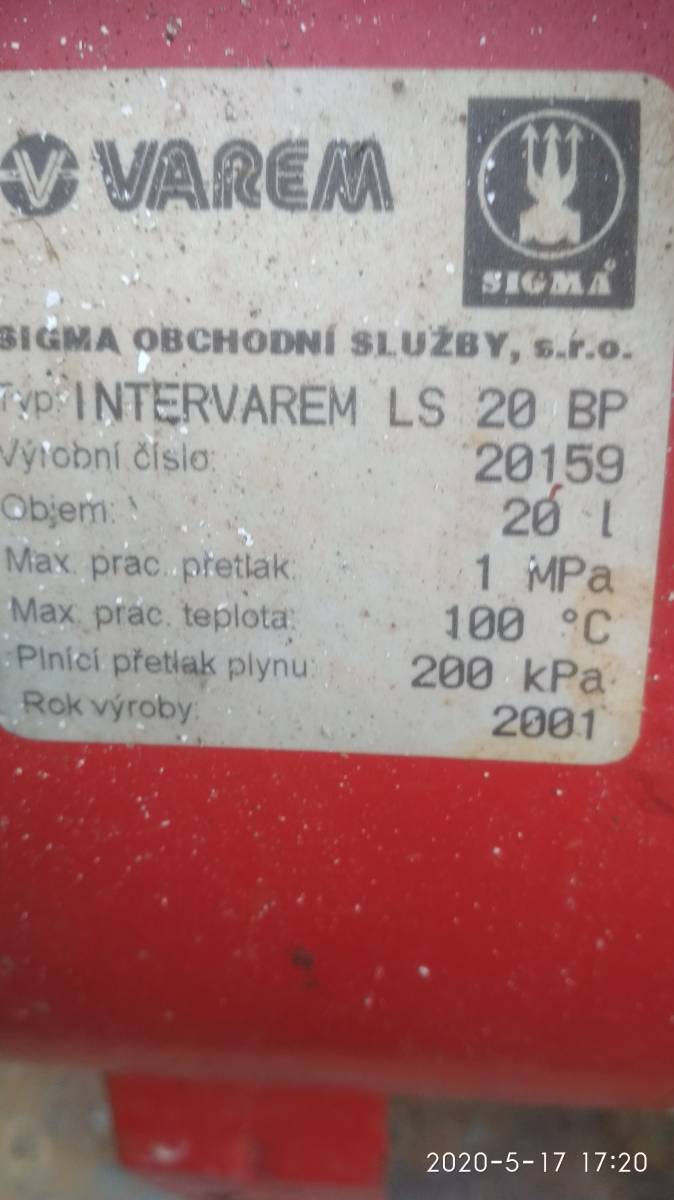 V VAREM
SIGMA
SIGMA OBCHODNÍ SLUŽBY, s.r.o.
Typ: INTERVAREM LS 20 BP
Výrobní číslo: 20159
Objem: 20 l
Max. prac. přetlak: 1 MPa
Max. prac. teplota: 100 °C
Plnící přetlak plynu: 200 kPa
Rok výroby: 2001
2020-5-17 17:20